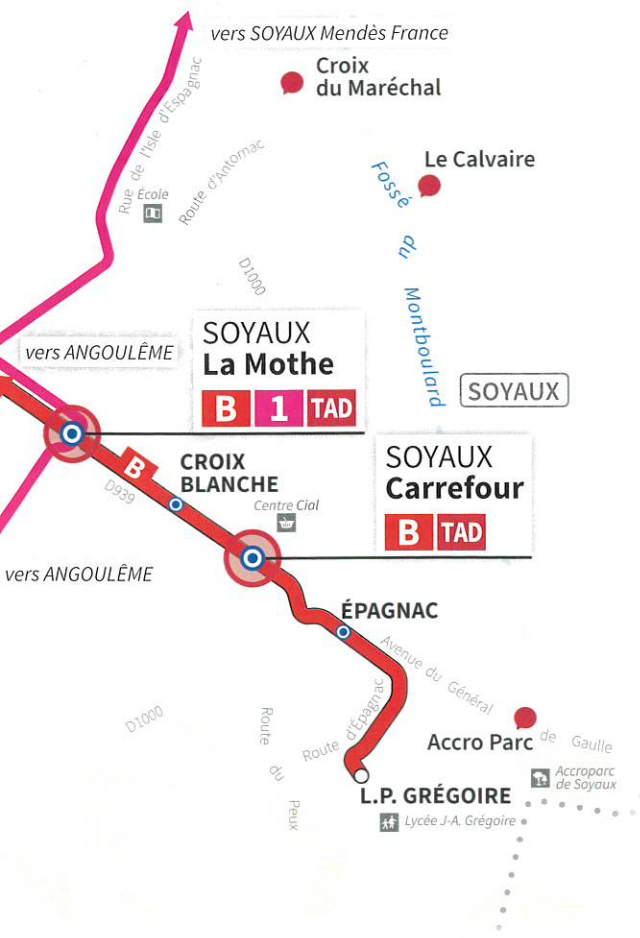 vers SOYAUX Mendès France
Croix
du Maréchal
Rue de l'Isle d'Espagnac
École
Route d'Antornac
Le Calvaire
Fossé du Montboulard
D1000
vers ANGOULÊME
SOYAUX
La Mothe
B 1 TAD
SOYAUX
B
D939
CROIX
BLANCHE
Centre Cial
SOYAUX
Carrefour
B TAD
vers ANGOULÊME
ÉPAGNAC
Avenue du Général de Gaulle
D1000
Route du Peux
Route d'Épagnac
Accro Parc
Accroparc
de Soyaux
L.P. GRÉGOIRE
Lycée J-A. Grégoire